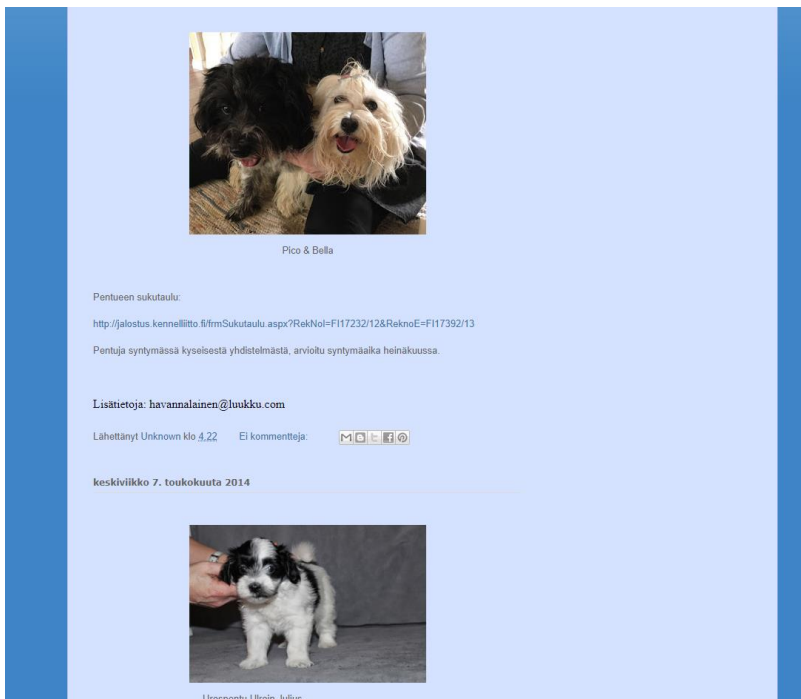 Pico & Bella
Pentueen sukutaulu:
http://jalostus.kennelliitto.fi/frmSukutaulu.aspx?RekNoI=FI17232/12&ReknoE=FI17392/13
Pentuja syntymässä kyseisestä yhdistelmästä, arvioitu syntymäaika heinäkuussa.
Lisätietoja: havannalainen@luukku.com
Lähettänyt Unknown klo 4.22 Ei kommentteja:
keskiviikko 7. toukokuuta 2014